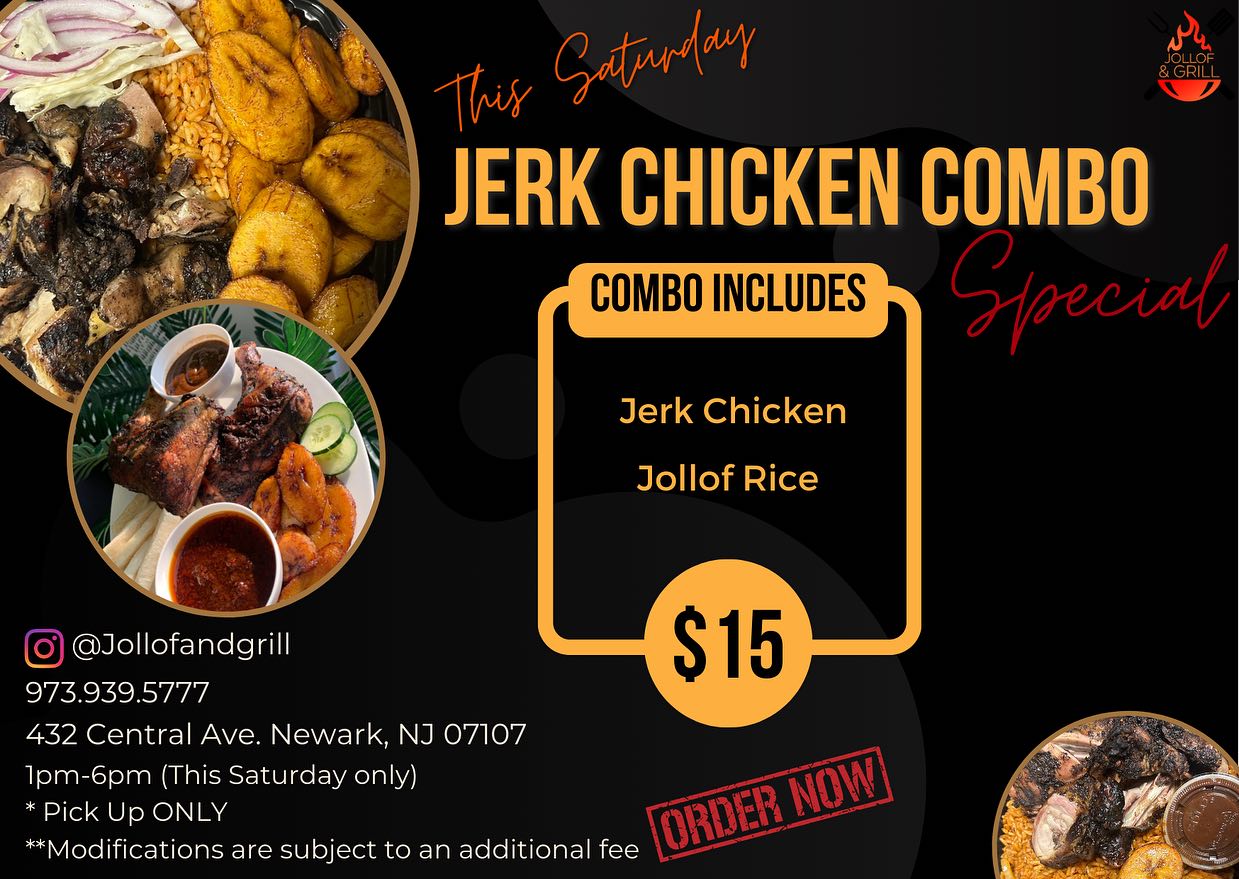 This Saturday
JOLLOF
& GRILL
JERK CHICKEN COMBO
Special
COMBO INCLUDES
Jerk Chicken
Jollof Rice
$15
@Jollofandgrill
973.939.5777
432 Central Ave. Newark, NJ 07107
1pm-6pm (This Saturday only)
* Pick Up ONLY
**Modifications are subject to an additional fee
ORDER NOW